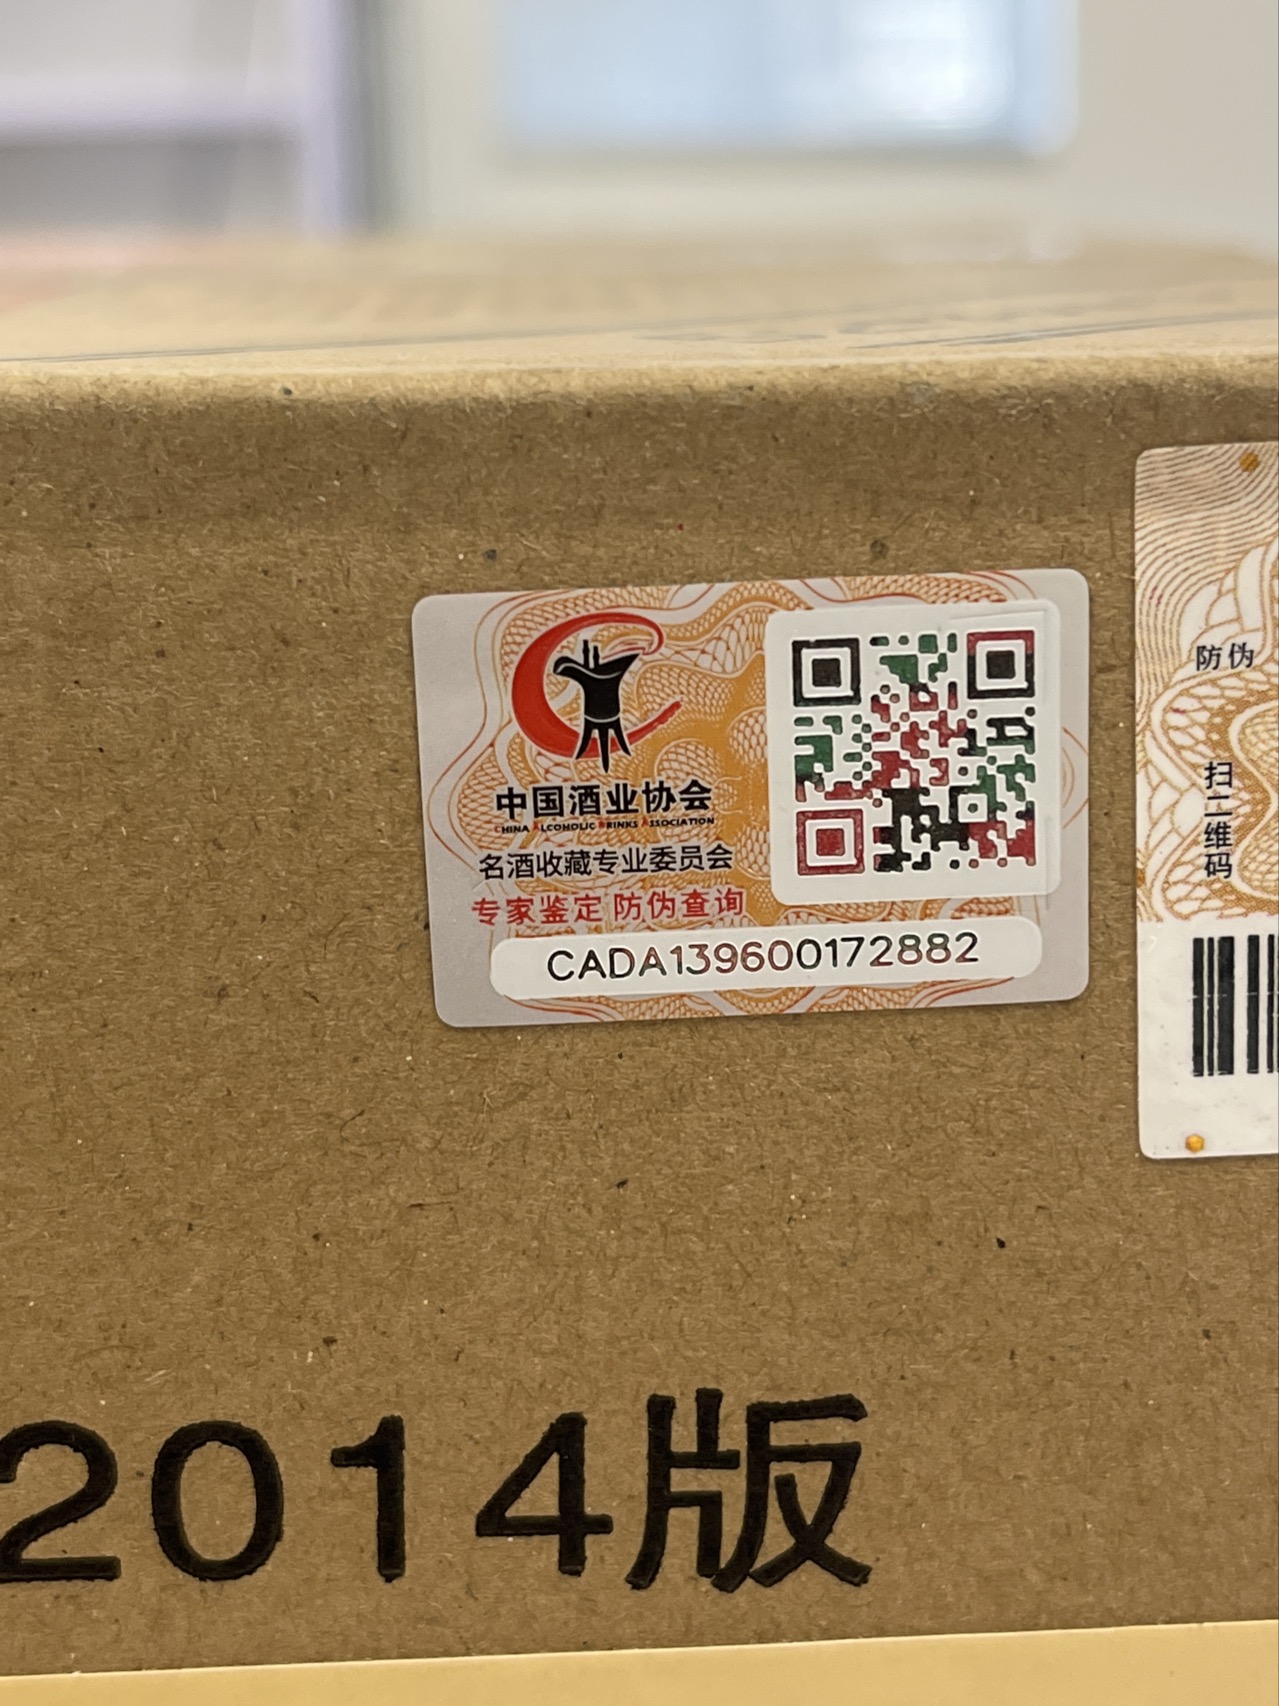 中国酒业协会
CHINA ALCOHOLIC DRINKS ASSOCIATION
名酒收藏专业委员会
专家鉴定 防伪查询
CADA139600172882
防伪
扫二维码
2014版